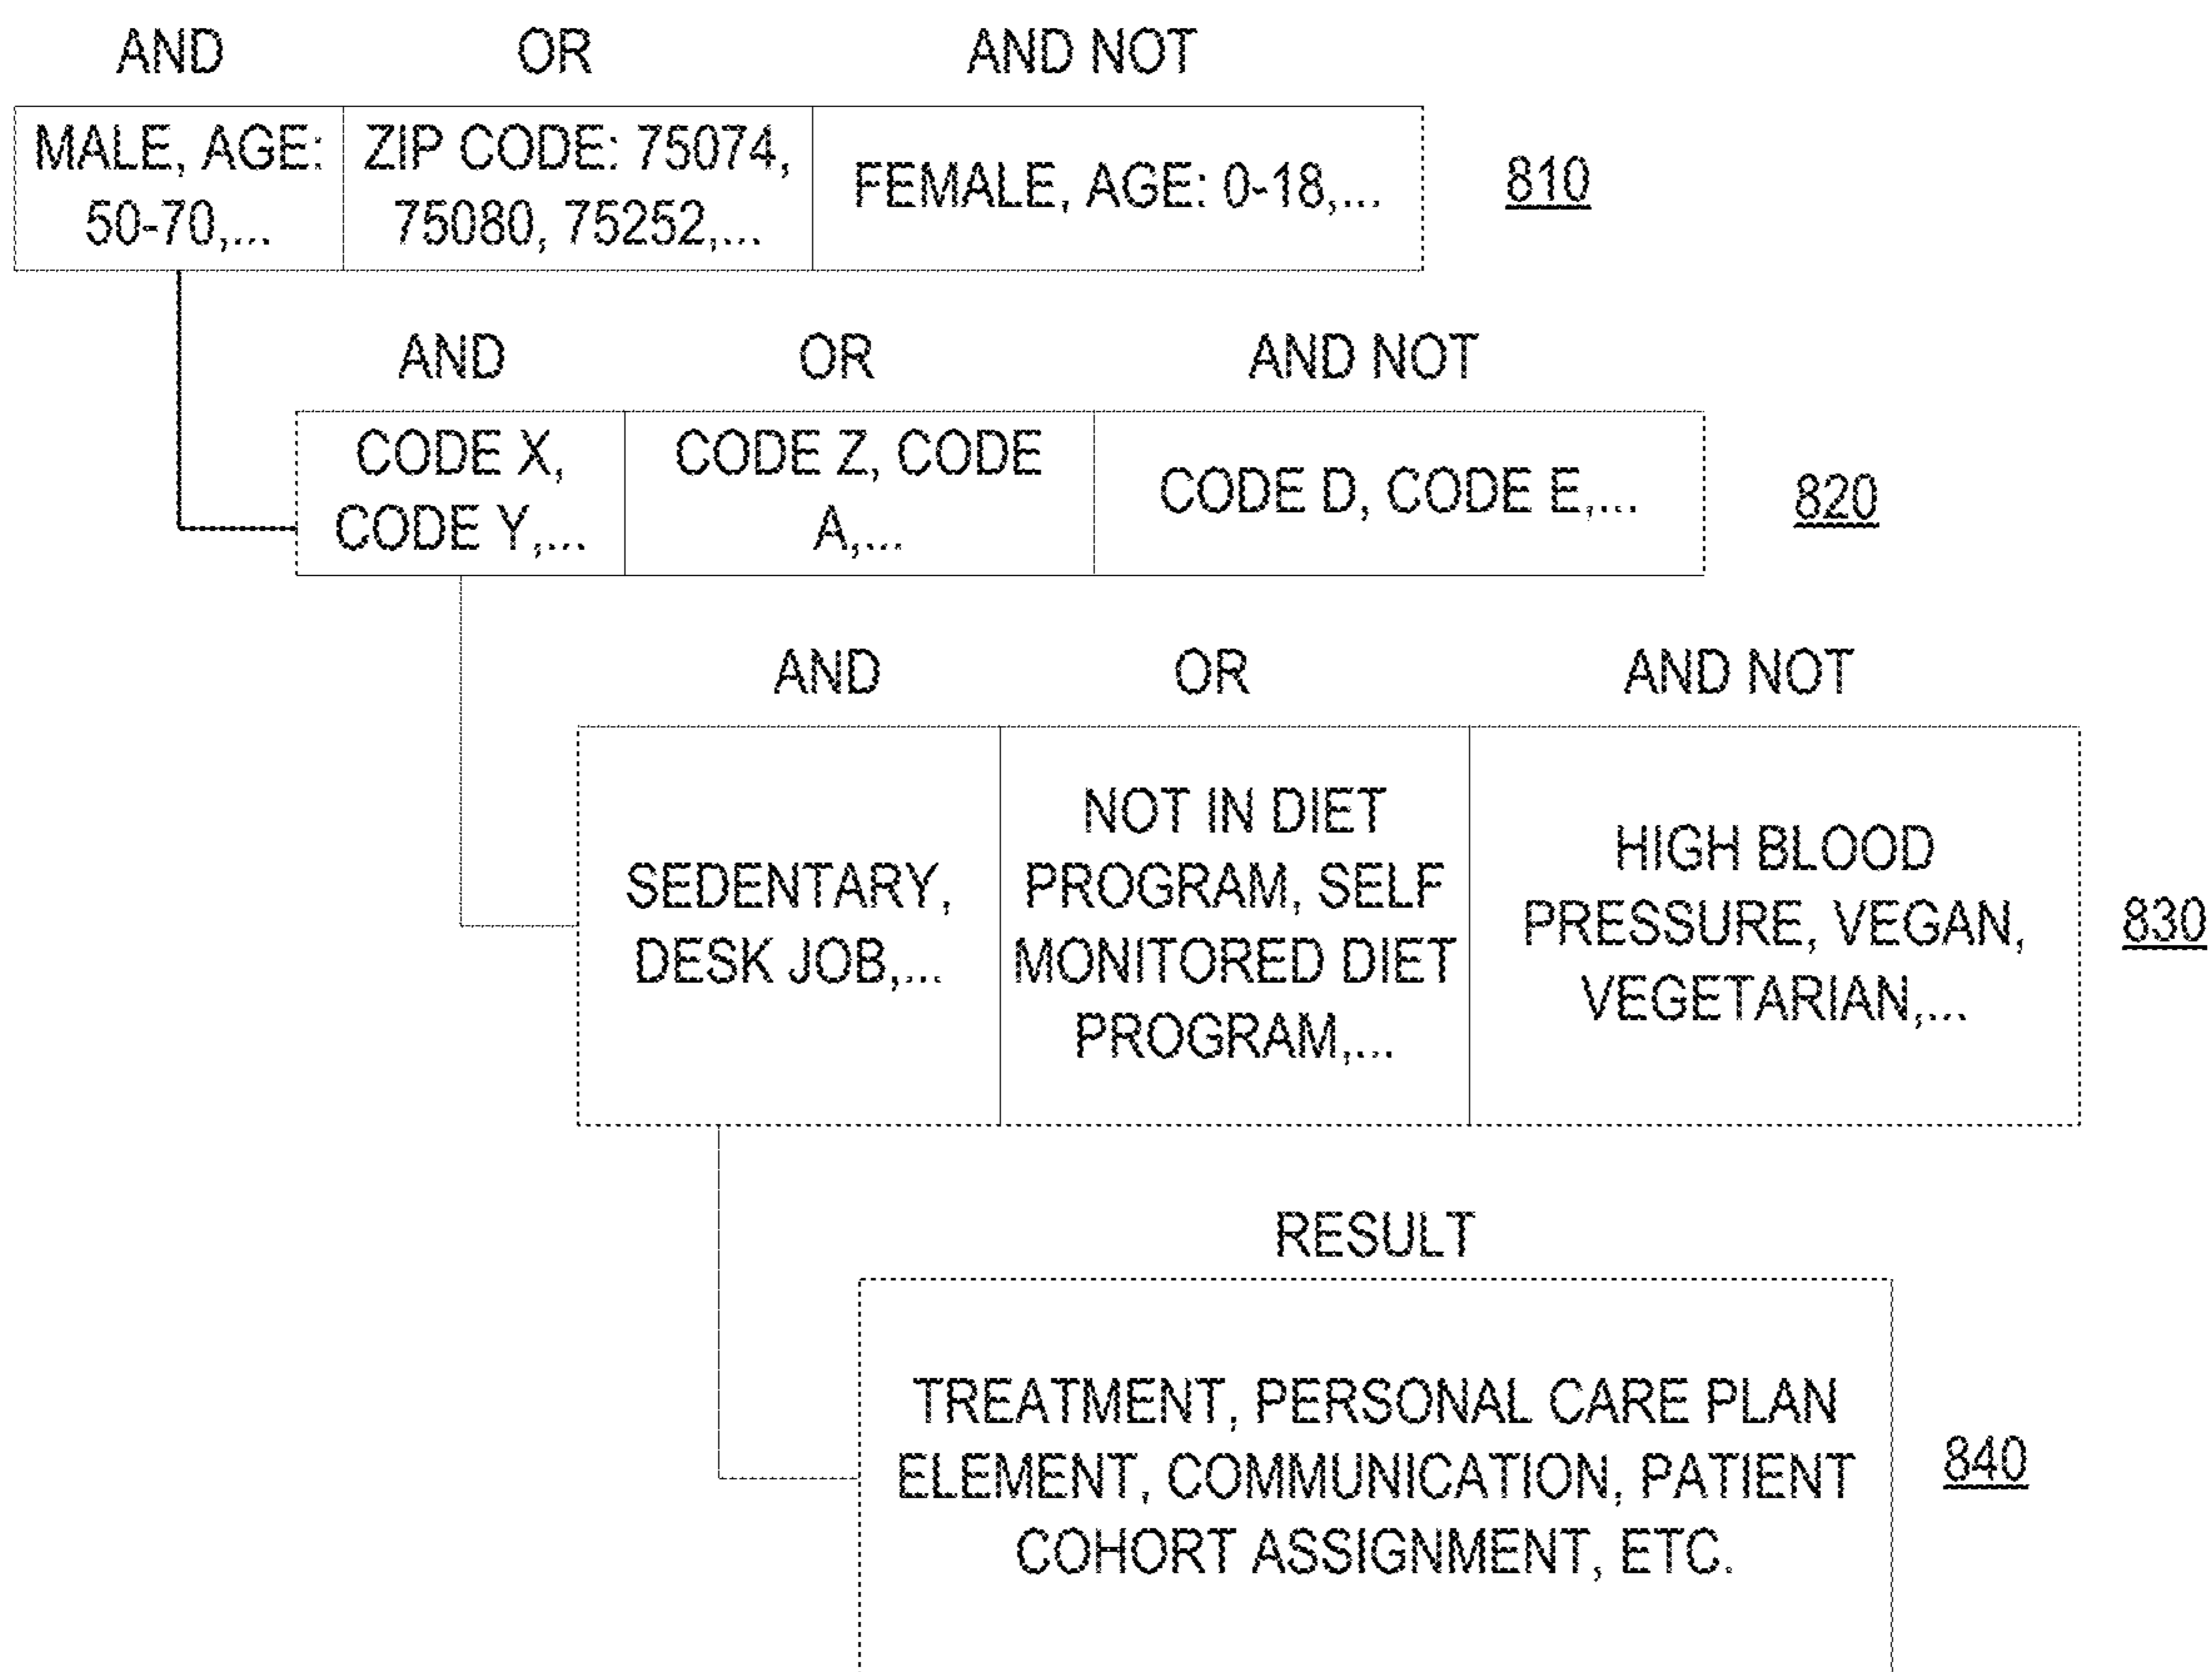 AND OR AND NOT
MALE, AGE:
50-70,...
ZIP CODE: 75074,
75080, 75252,...
FEMALE, AGE: 0-18,...
810
AND OR AND NOT
CODE X,
CODE Y,...
CODE Z, CODE
A,...
CODE D, CODE E,...
820
AND OR AND NOT
SEDENTARY,
DESK JOB,...
NOT IN DIET
PROGRAM, SELF
MONITORED DIET
PROGRAM,...
HIGH BLOOD
PRESSURE, VEGAN,
VEGETARIAN,...
830
RESULT
TREATMENT, PERSONAL CARE PLAN
ELEMENT, COMMUNICATION, PATIENT
COHORT ASSIGNMENT, ETC.
840